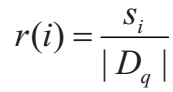 r(i) = s_i / | D_q |